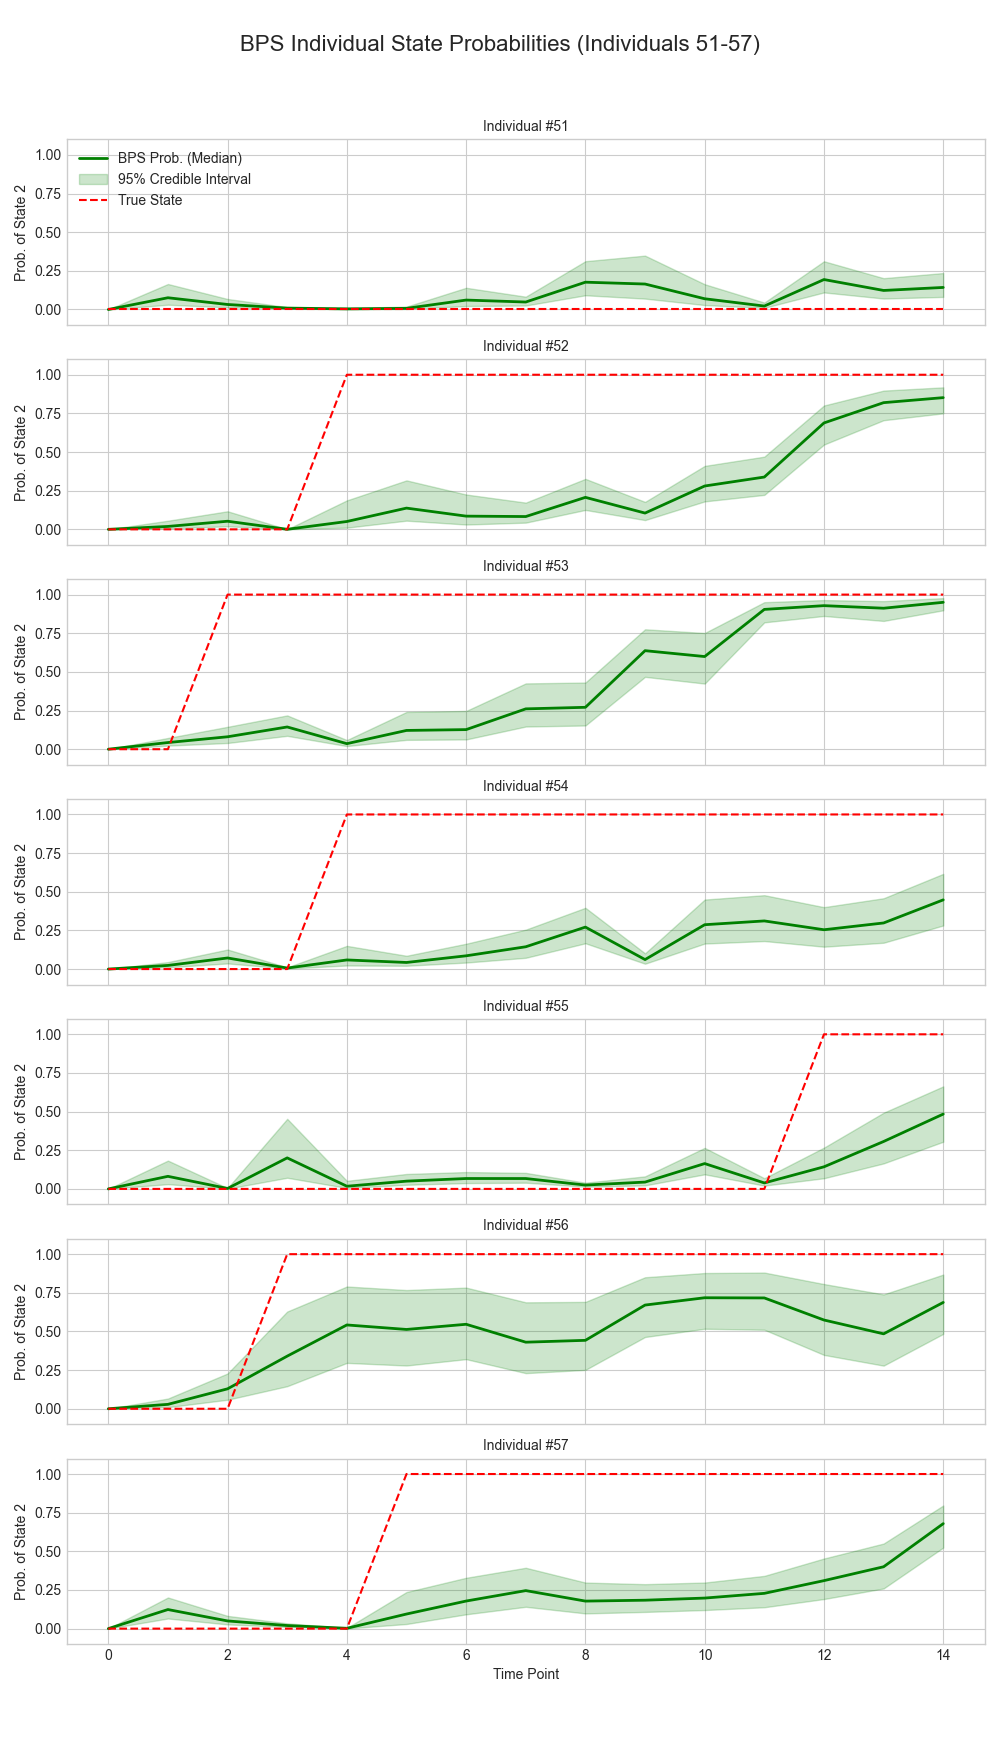 BPS Individual State Probabilities (Individuals 51-57)
Individual #51
BPS Prob. (Median)
95% Credible Interval
True State
Prob. of State 2
1.00
0.75
0.50
0.25
0.00
Individual #52
Prob. of State 2
1.00
0.75
0.50
0.25
0.00
Individual #53
Prob. of State 2
1.00
0.75
0.50
0.25
0.00
Individual #54
Prob. of State 2
1.00
0.75
0.50
0.25
0.00
Individual #55
Prob. of State 2
1.00
0.75
0.50
0.25
0.00
Individual #56
Prob. of State 2
1.00
0.75
0.50
0.25
0.00
Individual #57
Prob. of State 2
1.00
0.75
0.50
0.25
0.00
0 2 4 6 8 10 12 14
Time Point